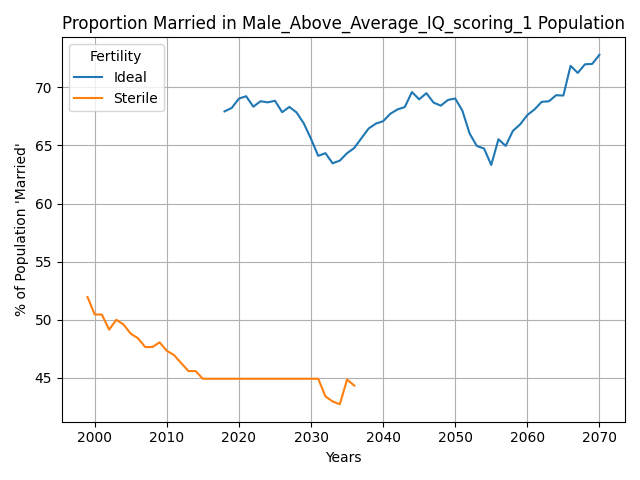 Proportion Married in Male_Above_Average_IQ_scoring_1 Population
Fertility
Ideal
Sterile
% of Population 'Married'
70
65
60
55
50
45
2000 2010 2020 2030 2040 2050 2060 2070
Years